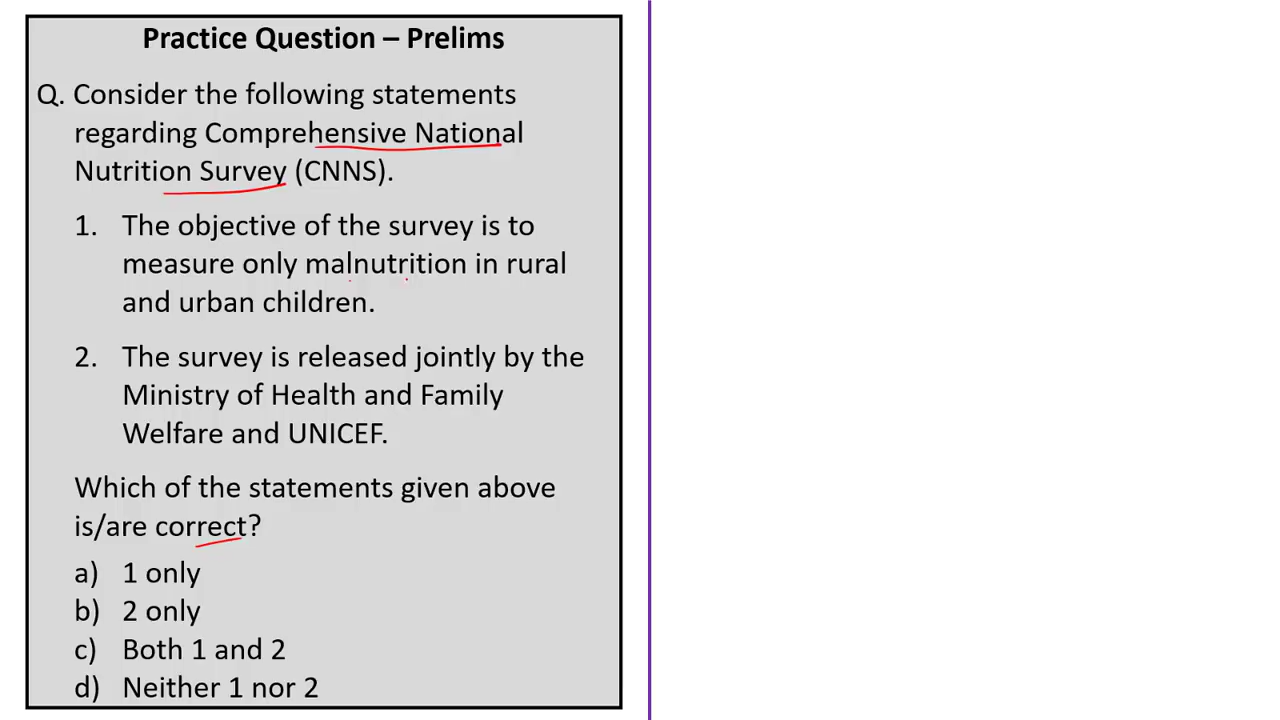 Practice Question – Prelims
Q. Consider the following statements
regarding Comprehensive National
Nutrition Survey (CNNS).
1. The objective of the survey is to
measure only malnutrition in rural
and urban children.
2. The survey is released jointly by the
Ministry of Health and Family
Welfare and UNICEF.
Which of the statements given above
is/are correct?
a) 1 only
b) 2 only
c) Both 1 and 2
d) Neither 1 nor 2